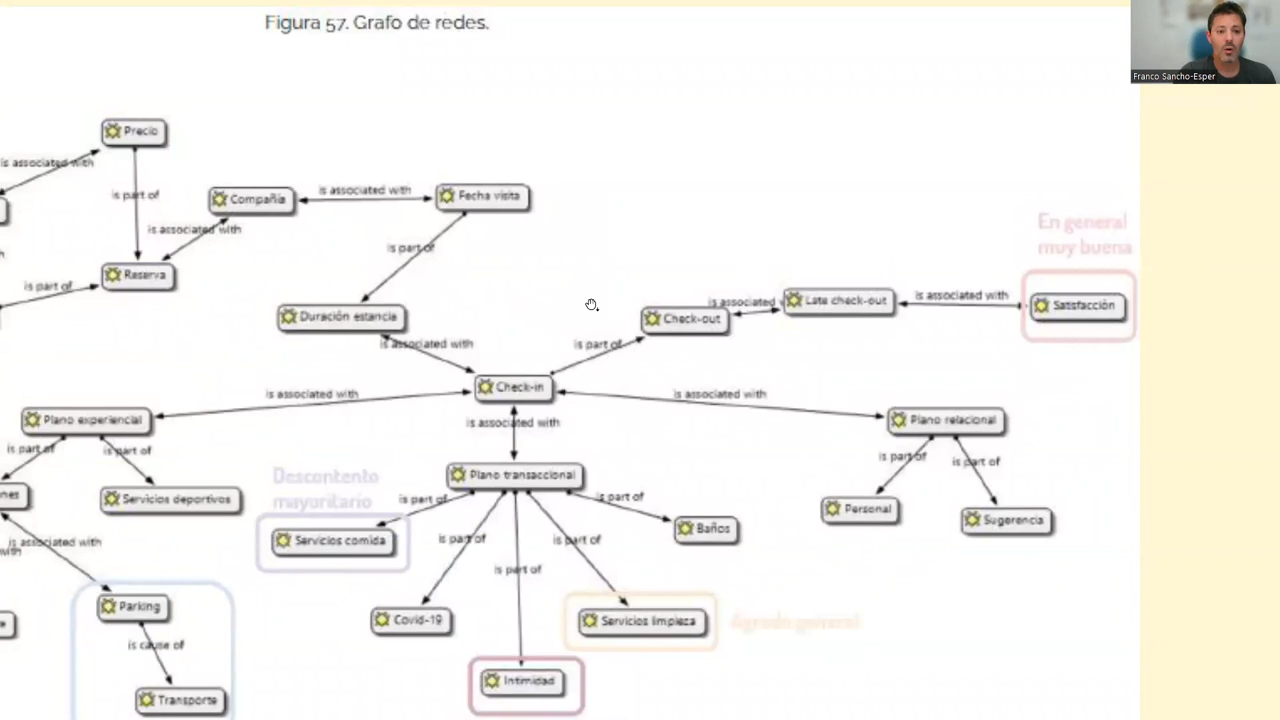 Figura 57. Grafo de redes.
Franco Sancho-Esper
Precio
is associated with
is part of
Compañía
is associated with
Fecha visita
is associated with
is part of
En general
muy buena
Reserva
is part of
Duración estancia
is associated
Late check-out
is associated with
Satisfacción
Check-out
is associated with
is part of
Check-in
is associated with
is associated with
Plano experiencial
is associated with
Plano relacional
is part of
is part of
is part of
is part of
Descontento
mayuritario
Plano transaccional
nes
Servicios deportivos
is part of
is part of
Personal
Sugerencia
Baños
is associated with
with
Servicios comida
is part of
is part of
is part of
Parking
Covid-19
Servicios limpieza
Agrado general
is cause of
Intimidad
Transporte